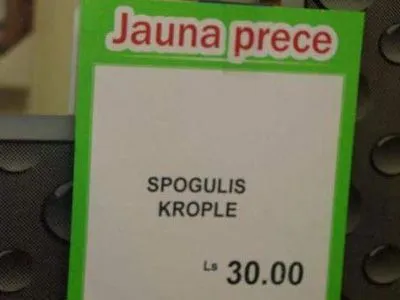 Jauna prece
SPOGULIS
KROPLE
Ls 30.00